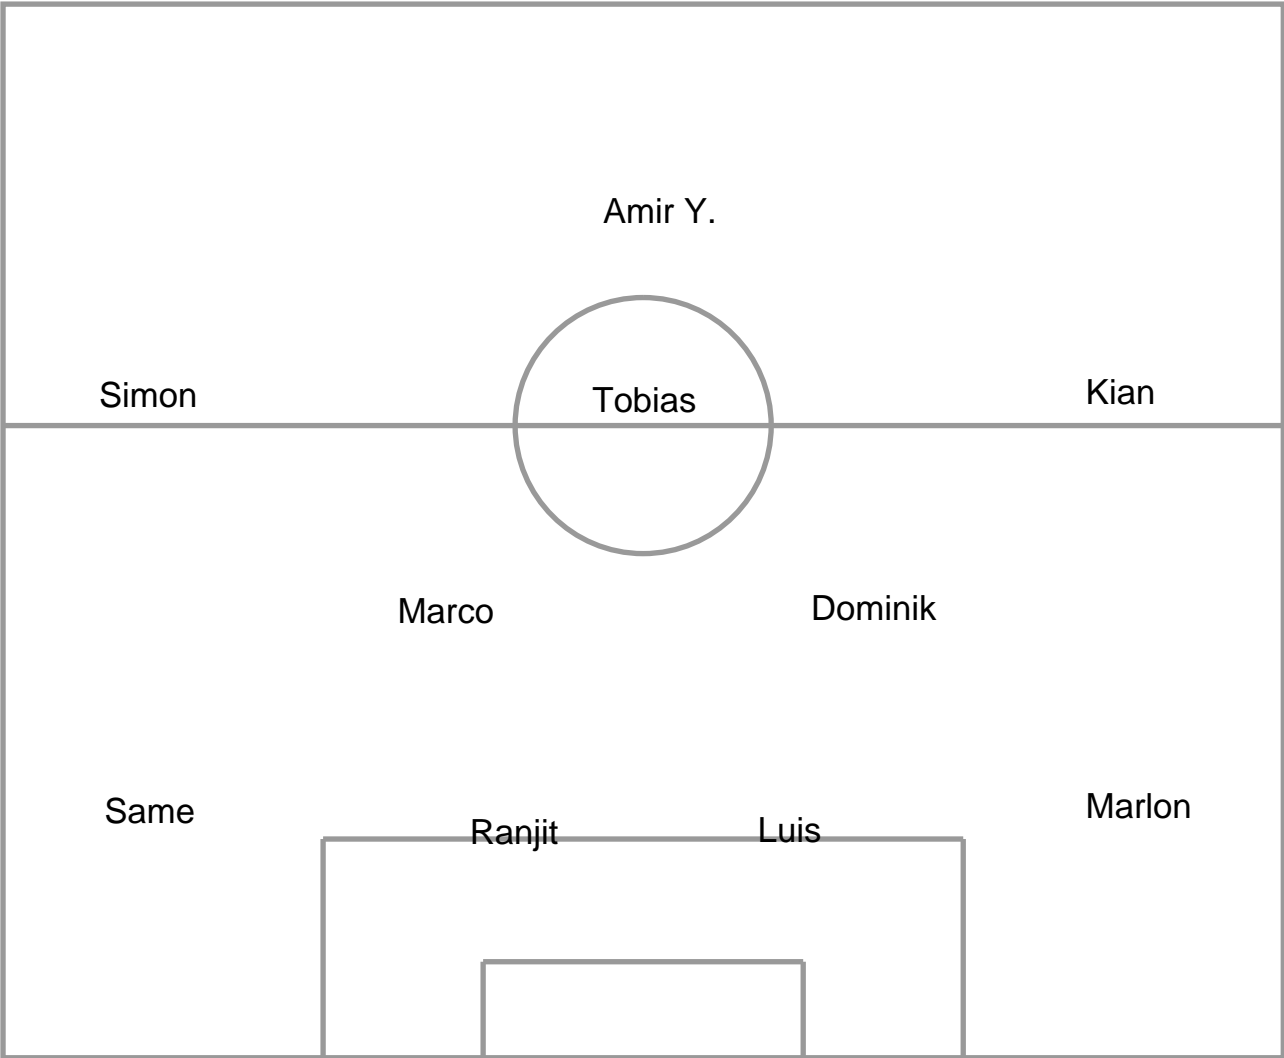 Amir Y.
Simon
Tobias
Kian
Marco
Dominik
Same
Ranjit
Luis
Marlon